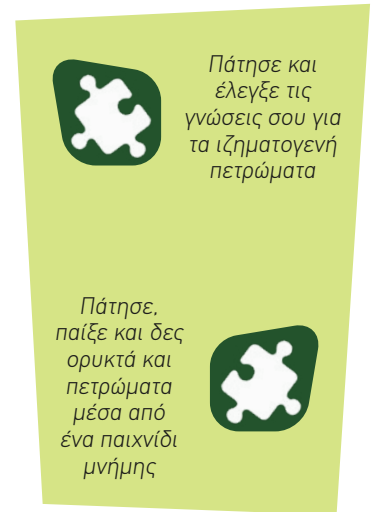 Πάτησε και
έλεγξε τις
γνώσεις σου για
τα ιζηματογενή
πετρώματα
Πάτησε,
παίξε και δες
ορυκτά και
πετρώματα
μέσα από
ένα παιχνίδι
μνήμης